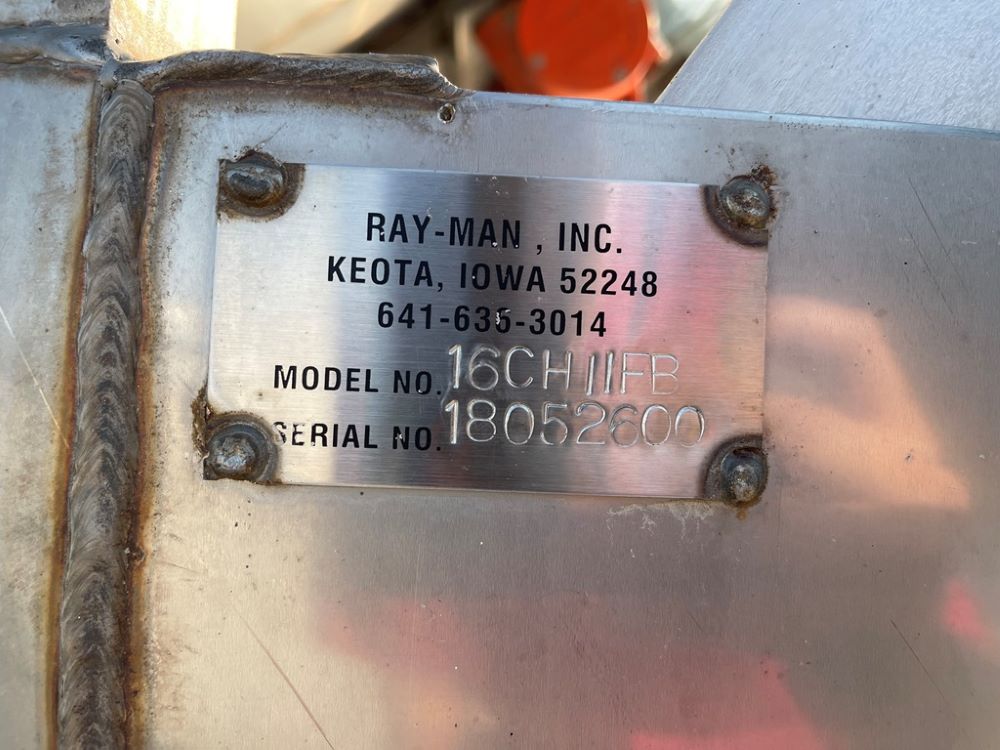 RAY-MAN , INC.
KEOTA, IOWA 52248
641-636-3014
MODEL NO. 16CH11FB
SERIAL NO. 18052600